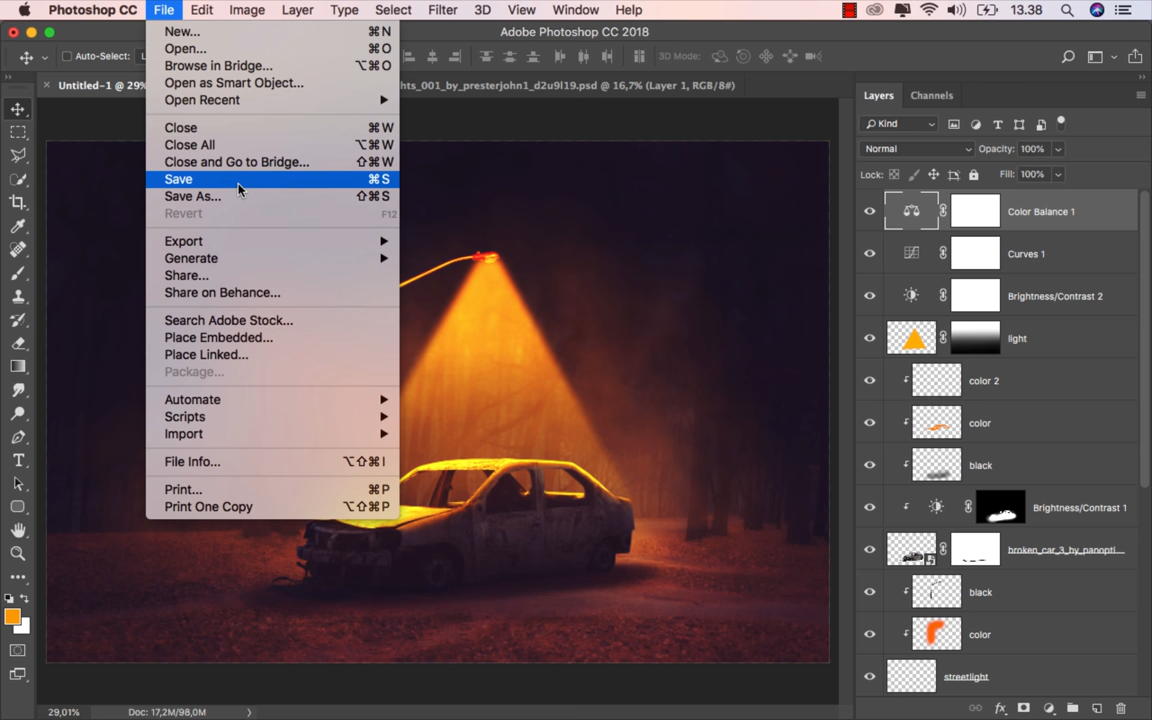 Photoshop CC File Edit Image Layer Type Select Filter 3D View Window Help 13.38
Adobe Photoshop CC 2018
Auto-Select: 3D Mode:
Untitled-1 @ 29% hts_001_by_presterjohn1_d2u9l19.psd @ 16,7% (Layer 1, RGB/8#)
New... ⌘N
Open... ⌘O
Browse in Bridge... ⌥⌘O
Open as Smart Object...
Open Recent
Close ⌘W
Close All ⌥⌘W
Close and Go to Bridge... ⇧⌘W
Save ⌘S
Save As... ⇧⌘S
Revert F12
Export
Generate
Share...
Share on Behance...
Search Adobe Stock...
Place Embedded...
Place Linked...
Package...
Automate
Scripts
Import
File Info... ⌥⇧⌘I
Print... ⌘P
Print One Copy ⌥⇧⌘P
Layers Channels
Kind
Normal Opacity: 100%
Lock: Fill: 100%
Color Balance 1
Curves 1
Brightness/Contrast 2
light
color 2
color
black
Brightness/Contrast 1
broken_car_3_by_panopti...
black
color
streetlight
29,01% Doc: 17,2M/98,0M